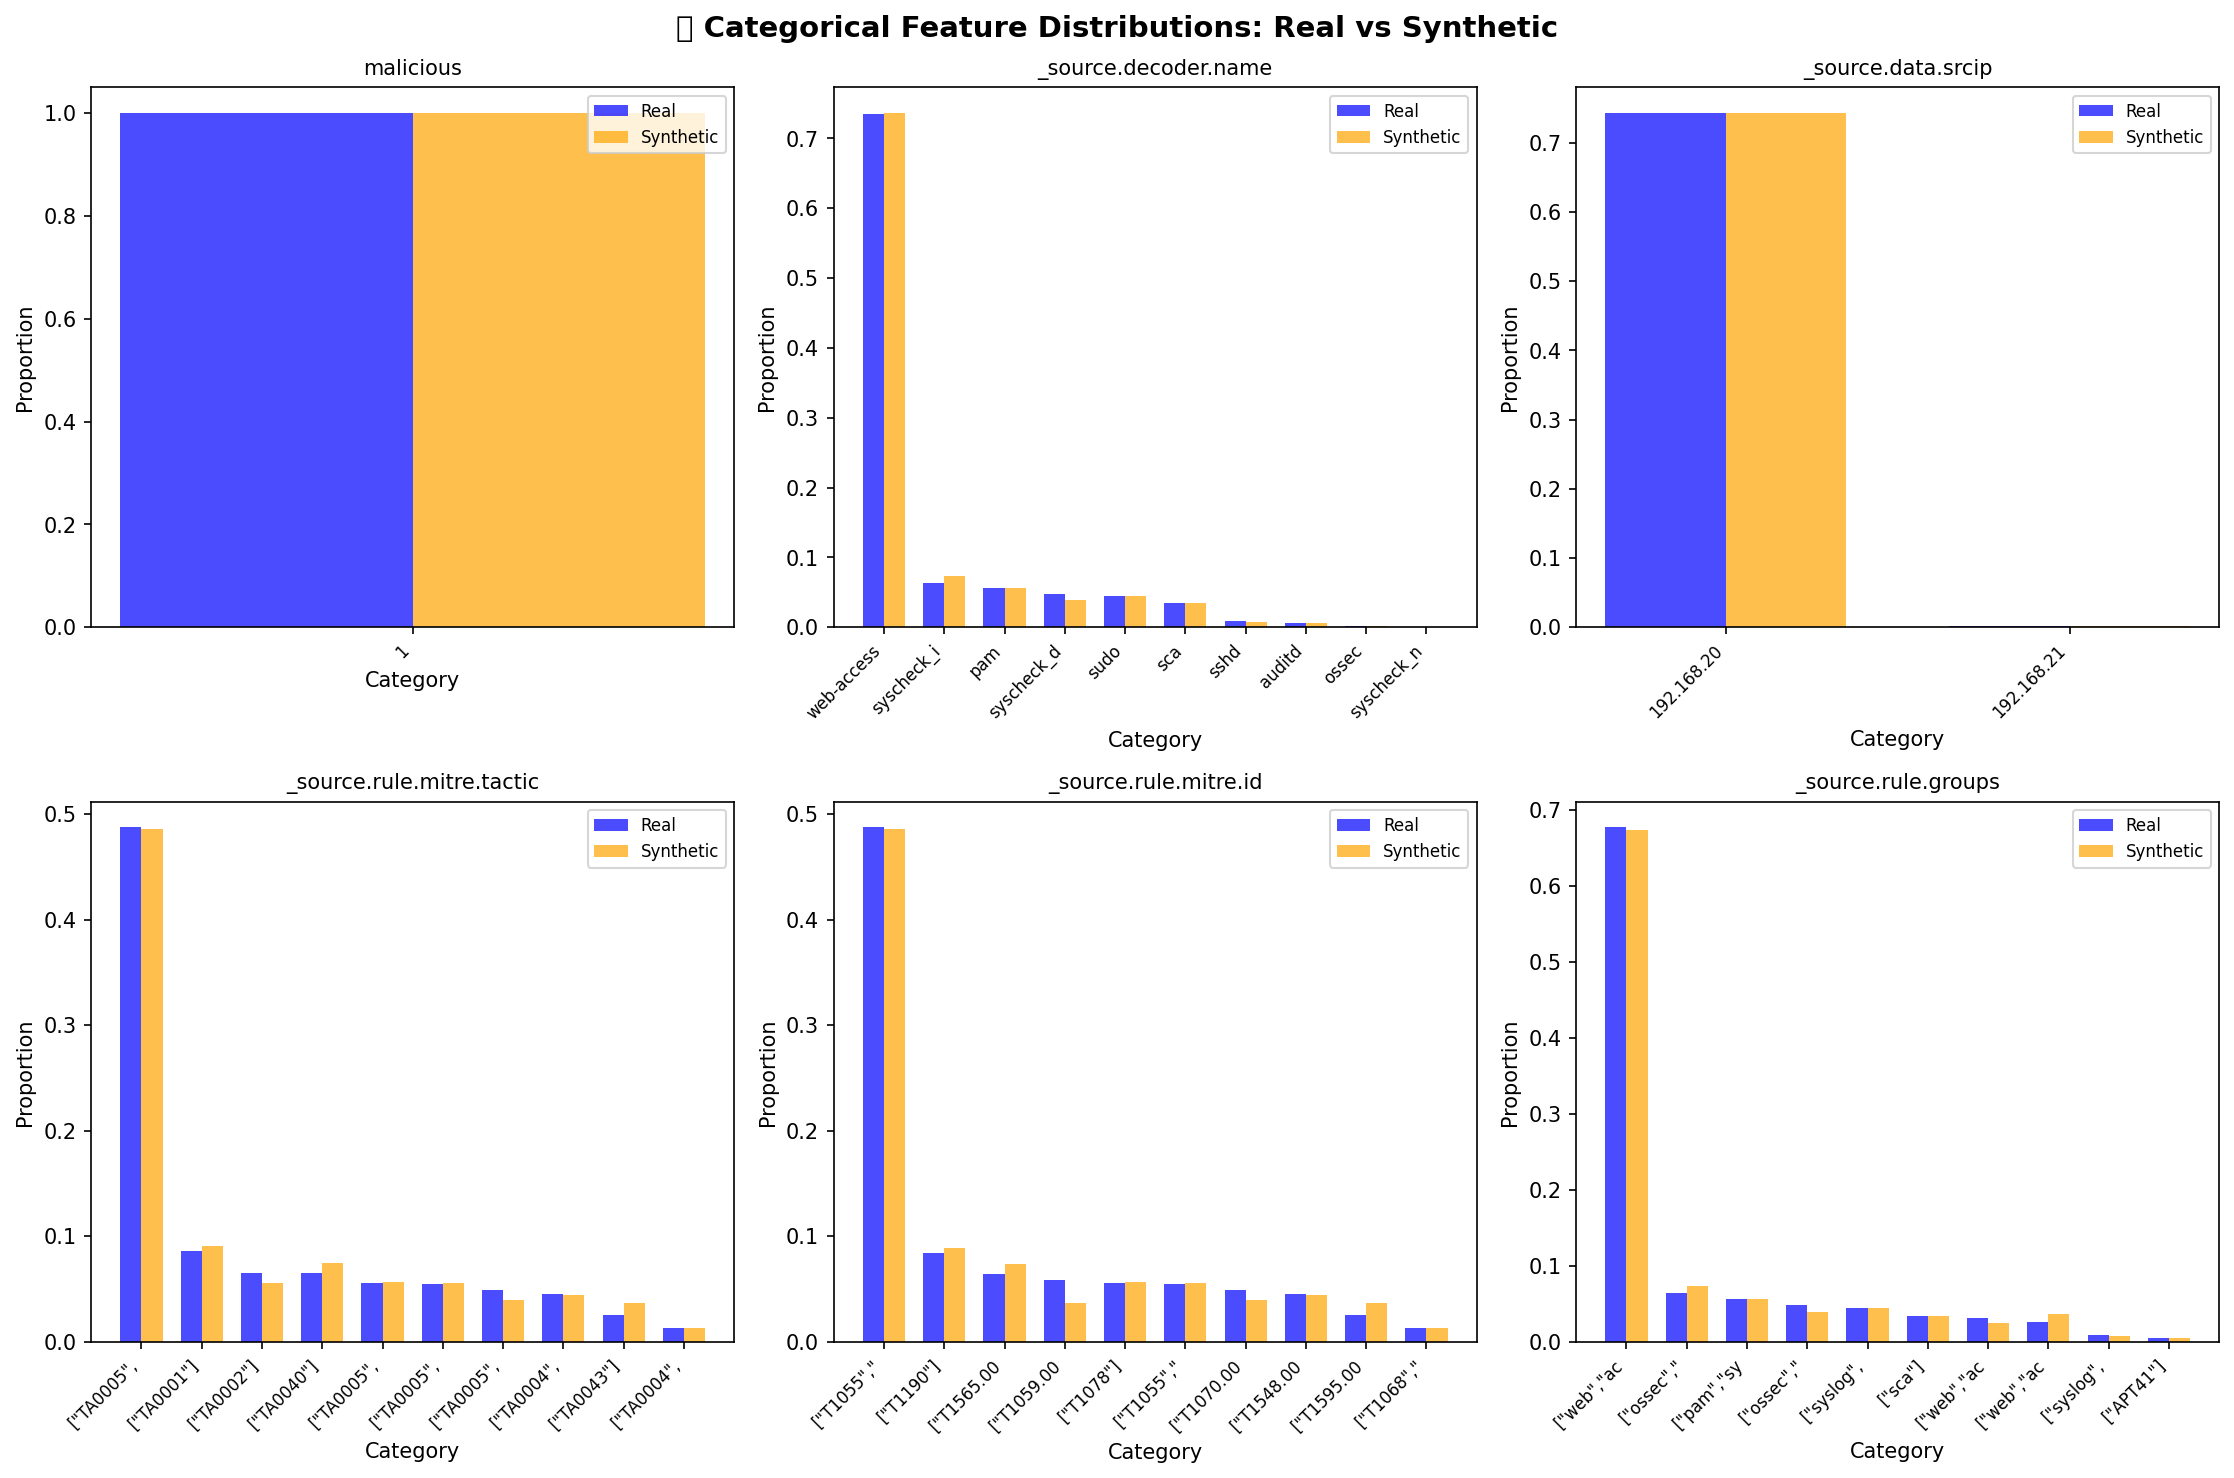 Categorical Feature Distributions: Real vs Synthetic
malicious
Proportion
1.0
0.8
0.6
0.4
0.2
0.0
Real
Synthetic
1
Category
_source.decoder.name
Proportion
0.7
0.6
0.5
0.4
0.3
0.2
0.1
0.0
Real
Synthetic
web-access
syscheck_i
pam
syscheck_d
sudo
sca
sshd
auditd
ossec
syscheck_n
Category
_source.data.srcip
Proportion
0.7
0.6
0.5
0.4
0.3
0.2
0.1
0.0
Real
Synthetic
192.168.20
192.168.21
Category
_source.rule.mitre.tactic
Proportion
0.5
0.4
0.3
0.2
0.1
0.0
Real
Synthetic
["TA0005",
["TA0001"]
["TA0002"]
["TA0040"]
["TA0005",
["TA0005",
["TA0005",
["TA0004",
["TA0043"]
["TA0004",
Category
_source.rule.mitre.id
Proportion
0.5
0.4
0.3
0.2
0.1
0.0
Real
Synthetic
["T1055","
["T1190"]
["T1565.00
["T1059.00
["T1078"]
["T1055","
["T1070.00
["T1548.00
["T1595.00
["T1068","
Category
_source.rule.groups
Proportion
0.7
0.6
0.5
0.4
0.3
0.2
0.1
0.0
Real
Synthetic
["web","ac
["ossec","
["pam","sy
["ossec","
["syslog",
["sca"]
["web","ac
["web","ac
["syslog",
["APT41"]
Category